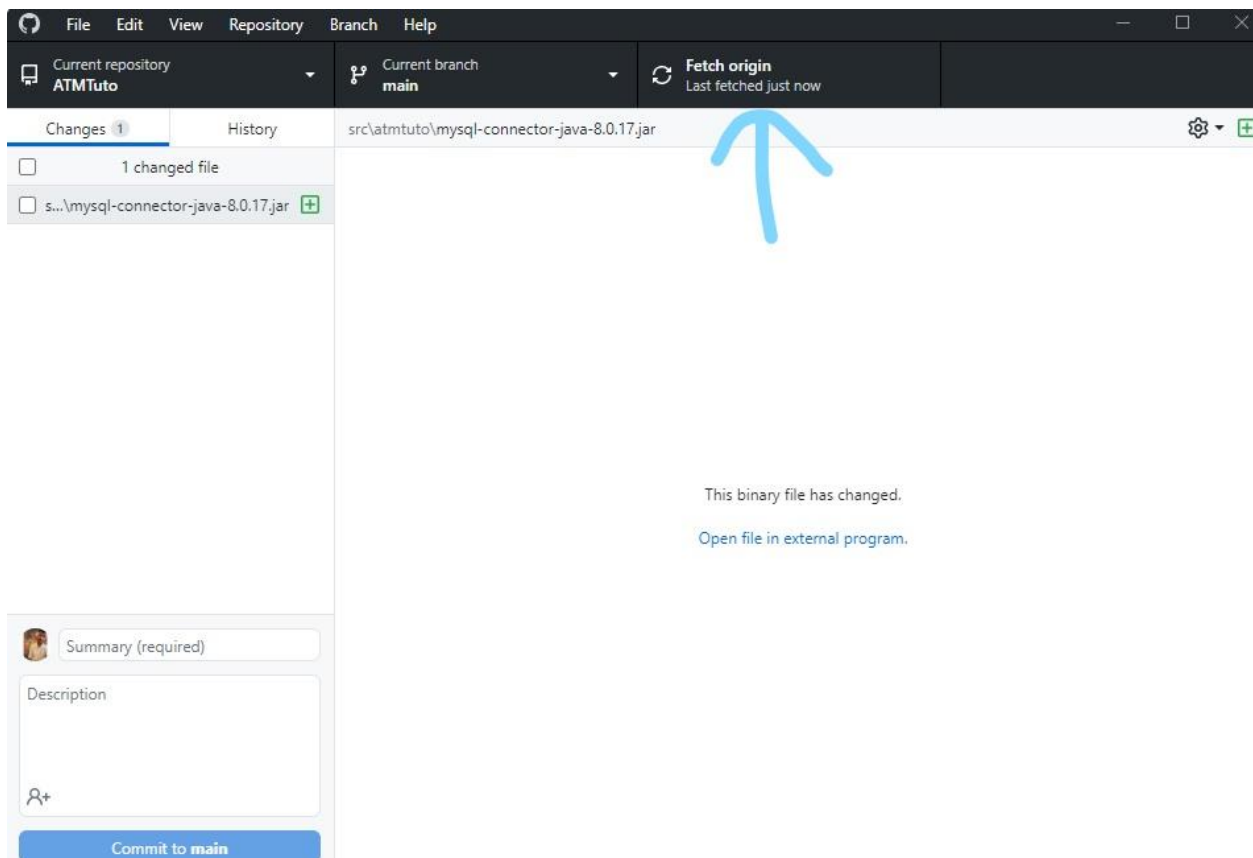 File Edit View Repository Branch Help
Current repository
ATMTuto
Current branch
main
Fetch origin
Last fetched just now
Changes 1 History
src\atmtuto\mysql-connector-java-8.0.17.jar
1 changed file
s...\mysql-connector-java-8.0.17.jar
This binary file has changed.
Open file in external program.
Summary (required)
Description
Commit to main